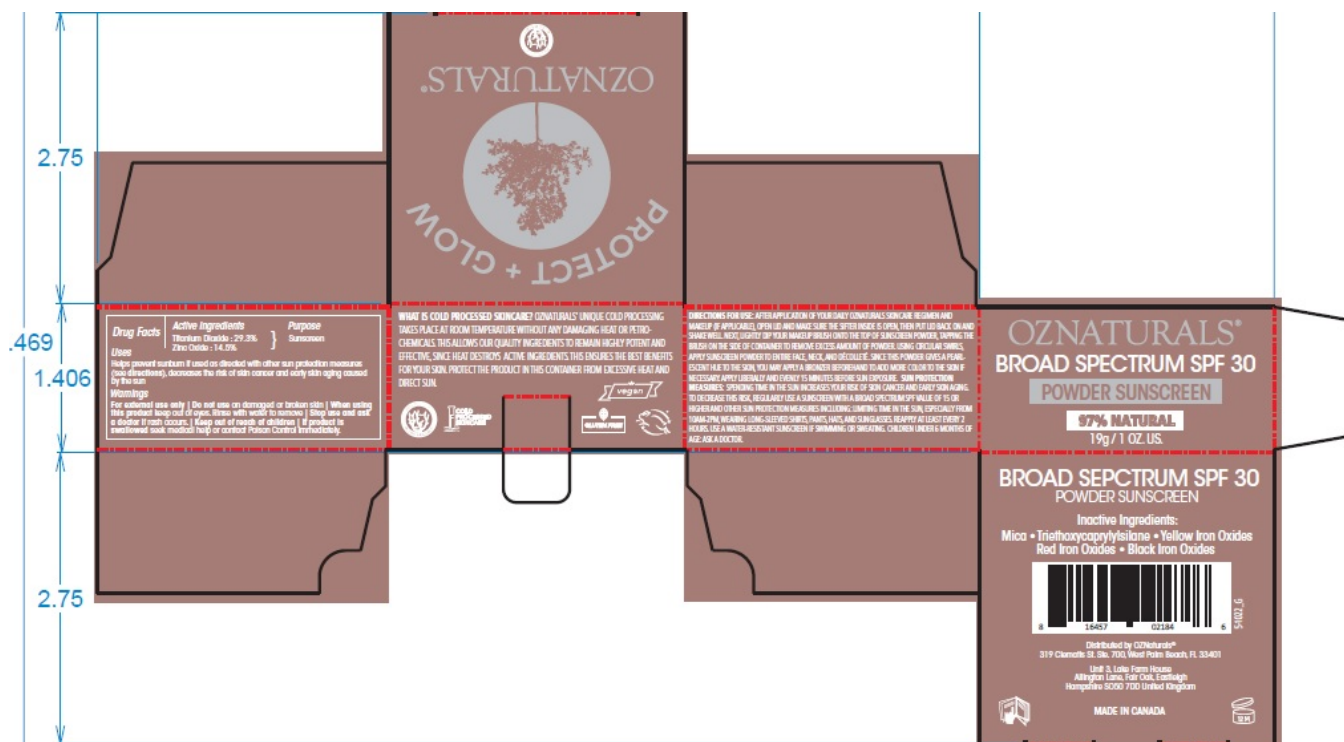 OZNATURALS®
PROTECT + GLOW
2.75
.469
1.406
2.75
Drug Facts
Active Ingredients
Titanium Dioxide : 29.3%
Zinc Oxide : 14.5%
}
Purpose
Sunscreen
Uses
Helps prevent sunburn if used as directed with other sun protection measures
(see directions), decreases the risk of skin cancer and early skin aging caused
by the sun
Warnings
For external use only | Do not use on damaged or broken skin | When using
this product keep out of eyes. Rinse with water to remove | Stop use and ask
a doctor if rash occurs. | Keep out of reach of children | If product is
swallowed seek medical help or contact Poison Control immediately.
WHAT IS COLD PROCESSED SKINCARE? OZNATURALS' UNIQUE COLD PROCESSING
TAKES PLACE AT ROOM TEMPERATURE WITHOUT ANY DAMAGING HEAT OR PETRO-
CHEMICALS. THIS ALLOWS OUR QUALITY INGREDIENTS TO REMAIN HIGHLY POTENT AND
EFFECTIVE, SINCE HEAT DESTROYS ACTIVE INGREDIENTS. THIS ENSURES THE BEST BENEFITS
FOR YOUR SKIN. PROTECT THE PRODUCT IN THIS CONTAINER FROM EXCESSIVE HEAT AND
DIRECT SUN.
COLD
PROCESSED
SKINCARE
vegan
GLUTEN FREE
DIRECTIONS FOR USE: AFTER APPLICATION OF YOUR DAILY OZNATURALS SKINCARE REGIMEN AND
MAKEUP (IF APPLICABLE), OPEN LID AND MAKE SURE THE SIFTER INSIDE IS OPEN, THEN PUT LID BACK ON AND
SHAKE WELL. NEXT, LIGHTLY DIP YOUR MAKEUP BRUSH ONTO THE TOP OF SUNSCREEN POWDER, TAPPING THE
BRUSH ON THE SIDE OF CONTAINER TO REMOVE EXCESS AMOUNT OF POWDER. USING CIRCULAR SWIRLS,
APPLY SUNSCREEN POWDER TO ENTIRE FACE, NECK, AND DÉCOLLETÉ. SINCE THIS POWDER GIVES A PEARL-
ESCENT HUE TO THE SKIN, YOU MAY APPLY A BRONZER BEFOREHAND TO ADD MORE COLOR TO THE SKIN IF
NECESSARY. APPLY LIBERALLY AND EVENLY 15 MINUTES BEFORE SUN EXPOSURE. SUN PROTECTION
MEASURES: SPENDING TIME IN THE SUN INCREASES YOUR RISK OF SKIN CANCER AND EARLY SKIN AGING.
TO DECREASE THIS RISK, REGULARLY USE A SUNSCREEN WITH A BROAD SPECTRUM SPF VALUE OF 15 OR
HIGHER AND OTHER SUN PROTECTION MEASURES INCLUDING: LIMITING TIME IN THE SUN, ESPECIALLY FROM
10AM-2PM, WEARING LONG-SLEEVED SHIRTS, PANTS, HATS, AND SUNGLASSES. REAPPLY AT LEAST EVERY 2
HOURS. USE A WATER-RESISTANT SUNSCREEN IF SWIMMING OR SWEATING. CHILDREN UNDER 6 MONTHS OF
AGE: ASK A DOCTOR.
OZNATURALS®
BROAD SPECTRUM SPF 30
POWDER SUNSCREEN
97% NATURAL
19g / 1 OZ. US.
BROAD SEPCTRUM SPF 30
POWDER SUNSCREEN
Inactive Ingredients:
Mica • Triethoxycaprylylsilane • Yellow Iron Oxides
Red Iron Oxides • Black Iron Oxides
8 16457 02184 6
51022_G
Distributed by OZNaturals®
319 Clematis St. Ste. 700, West Palm Beach, FL 33401
Unit 3, Lake Farm House
Allington Lane, Fair Oak, Eastleigh
Hampshire SO50 700 United Kingdom
MADE IN CANADA
12 M